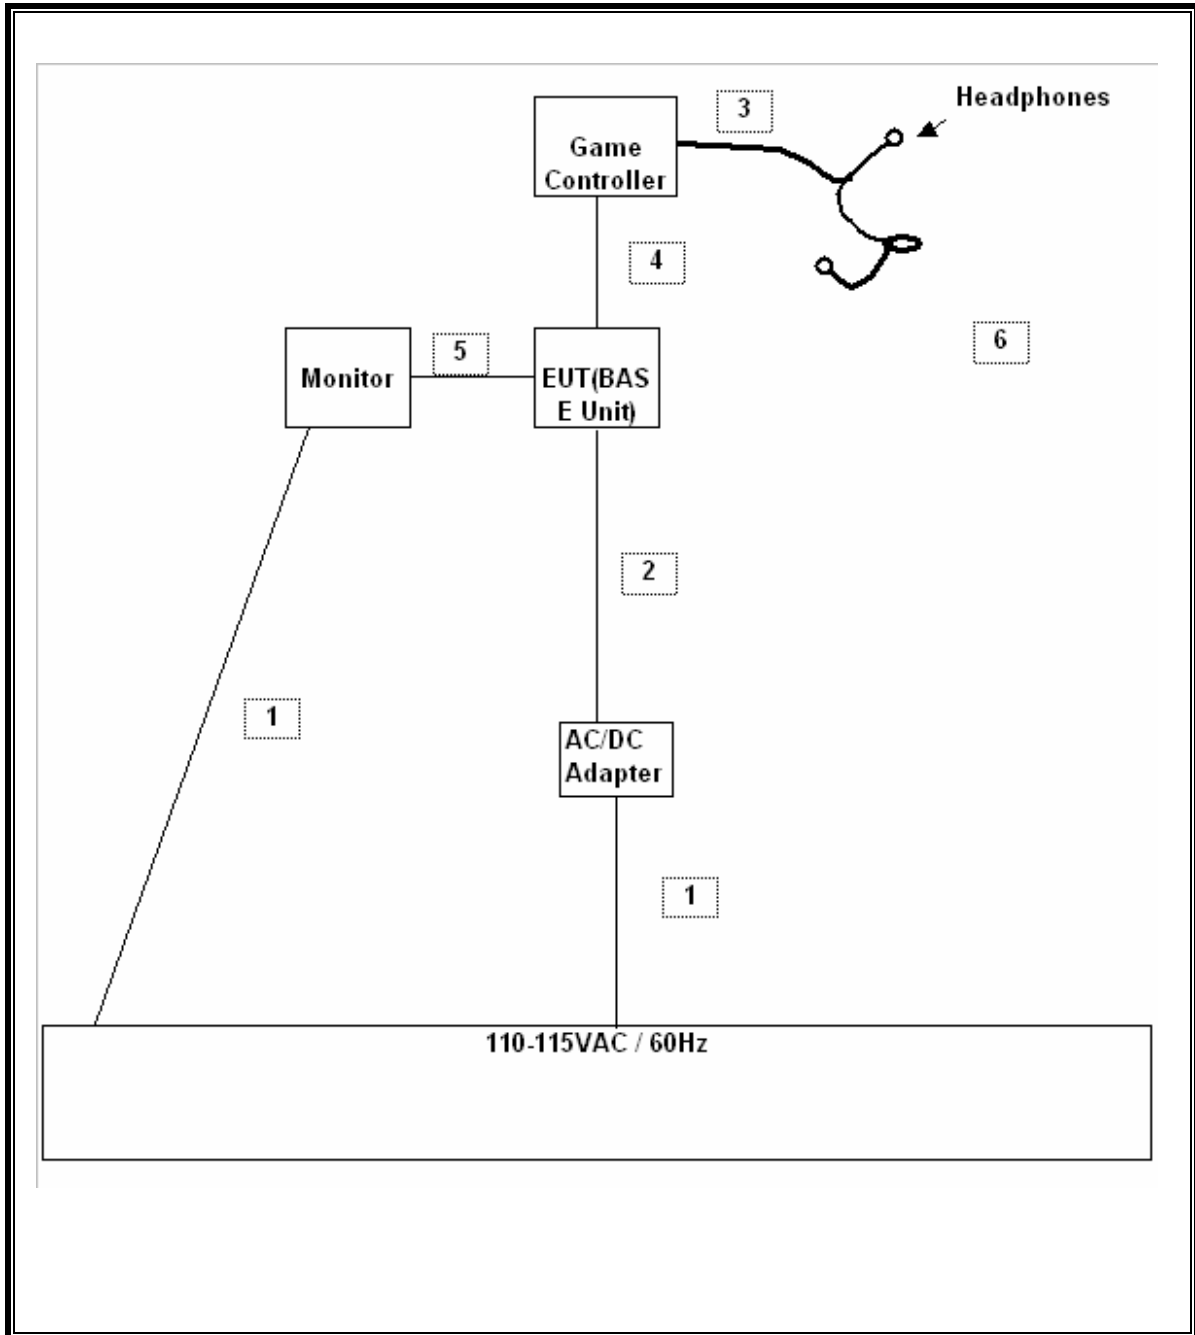 Headphones
3
Game
Controller
4
6
5
Monitor
EUT(BAS
E Unit)
2
1
AC/DC
Adapter
1
110-115VAC / 60Hz